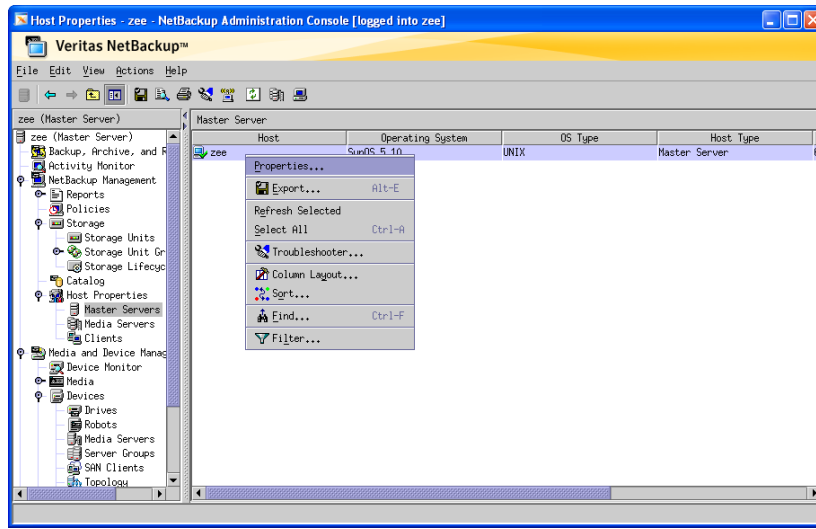 Host Properties - zee - NetBackup Administration Console [logged into zee]
Veritas NetBackup™
File Edit View Actions Help
zee (Master Server)
Master Server
zee (Master Server)
Backup, Archive, and R
Activity Monitor
NetBackup Management
Reports
Policies
Storage
Storage Units
Storage Unit Gr
Storage Lifecyc
Catalog
Host Properties
Master Servers
Media Servers
Clients
Media and Device Manag
Device Monitor
Media
Devices
Drives
Robots
Media Servers
Server Groups
SAN Clients
Topology
Host Operating System OS Type Host Type
zee SunOS 5.10 UNIX Master Server 6
Properties...
Export... Alt-E
Refresh Selected
Select All Ctrl-A
Troubleshooter...
Column Layout...
Sort...
Find... Ctrl-F
Filter...